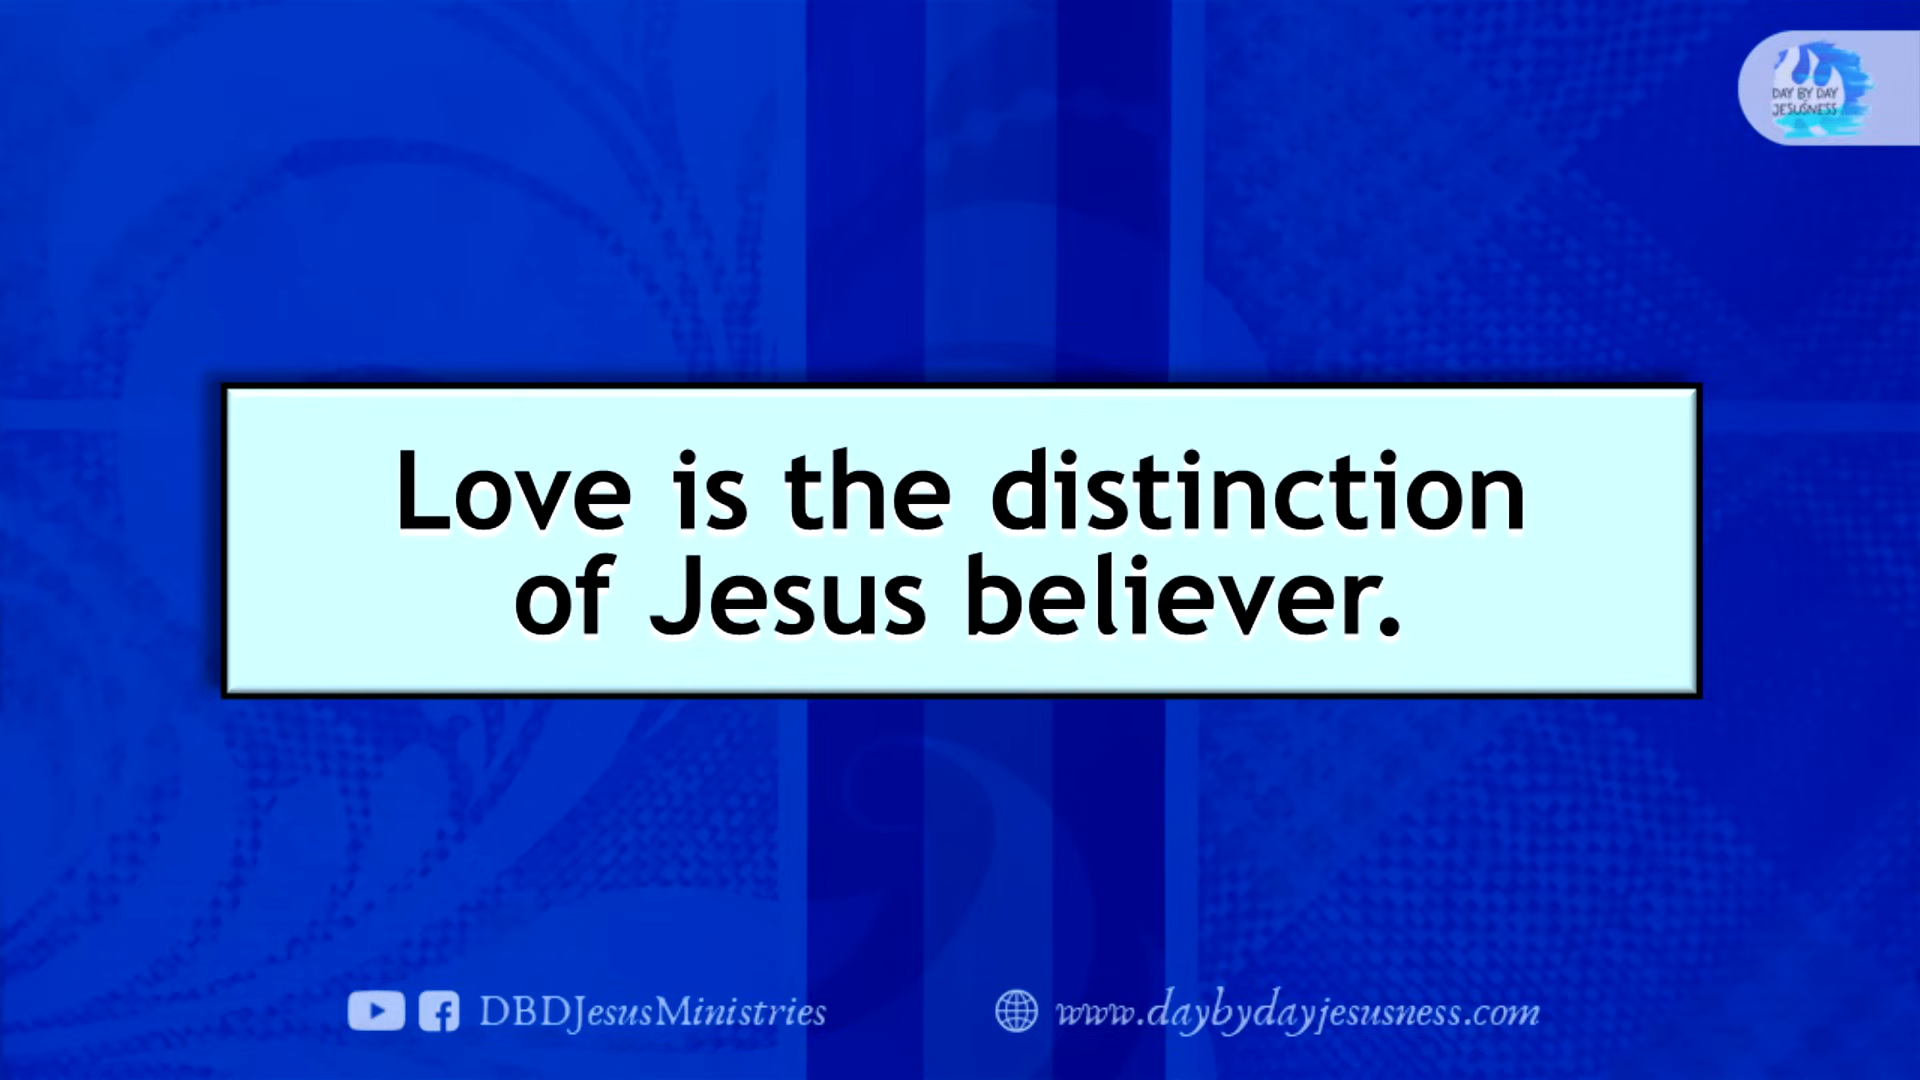 DAY BY DAY
JESUSNESS
Love is the distinction
of Jesus believer.
DBDJesusMinistries
www.daybydayjesusness.com